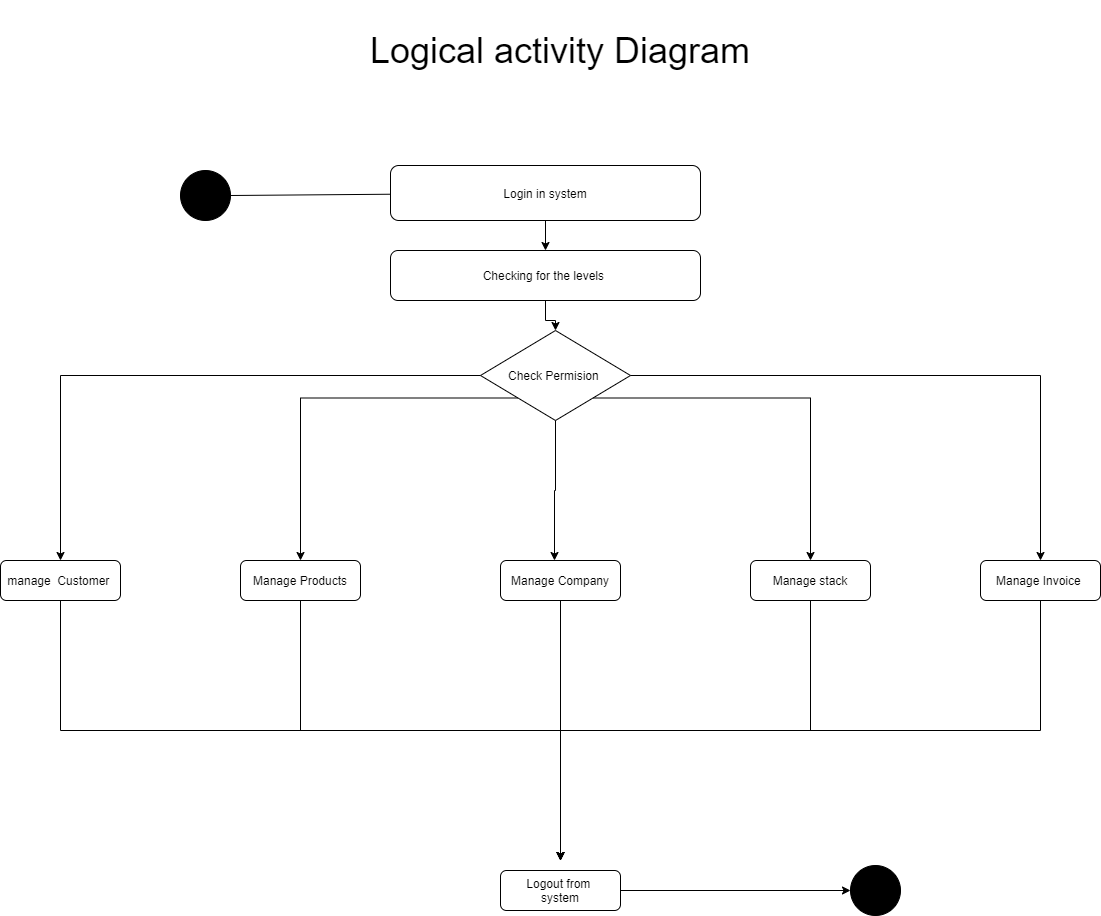 Logical activity Diagram
Login in system
Checking for the levels
Check Permision
manage  Customer
Manage Products
Manage Company
Manage stack
Manage Invoice
Logout from
system